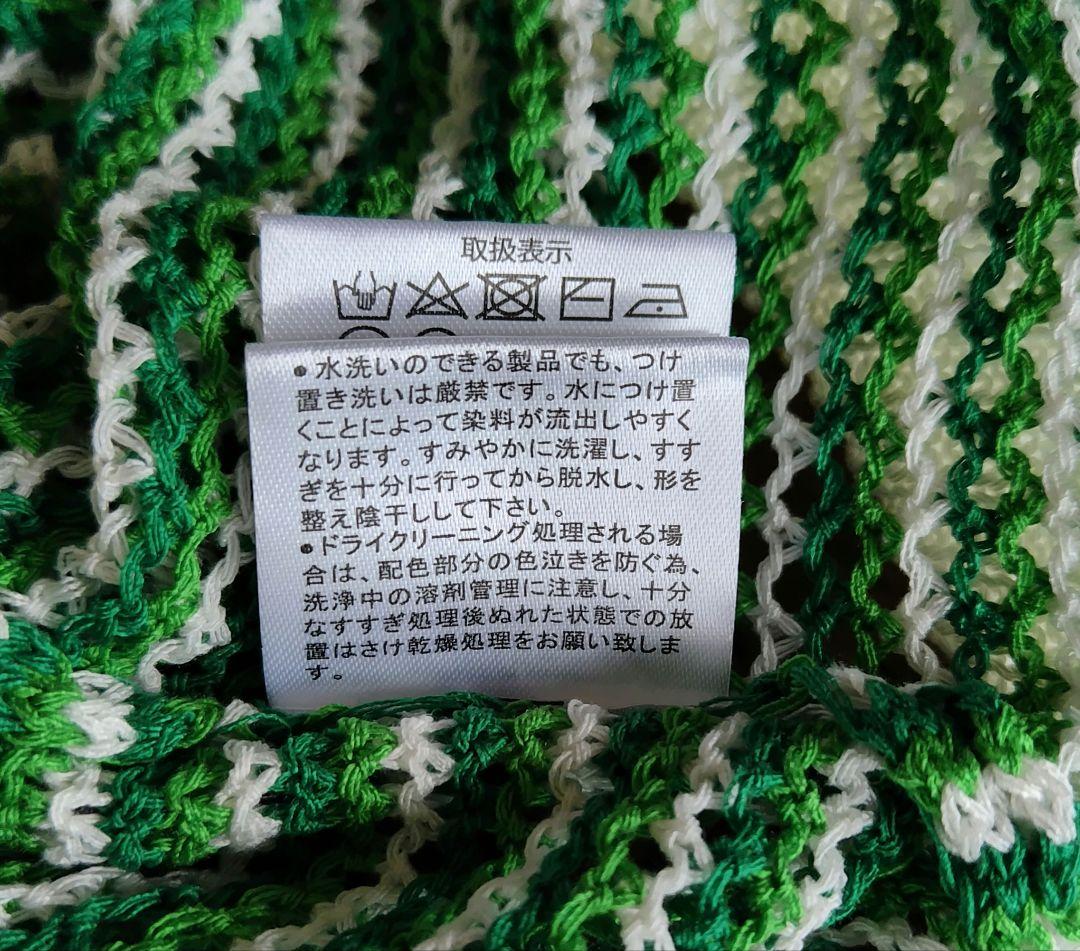 取扱表示
●水洗いのできる製品でも、つけ
置き洗いは厳禁です。水につけ置
くことによって染料が流出しやすく
なります。すみやかに洗濯し、すす
ぎを十分に行ってから脱水し、形を
整え陰干しして下さい。
●ドライクリーニング処理される場
合は、配色部分の色泣きを防ぐ為、
洗浄中の溶剤管理に注意し、十分
なすすぎ処理後ぬれた状態での放
置はさけ乾燥処理をお願い致しま
す。